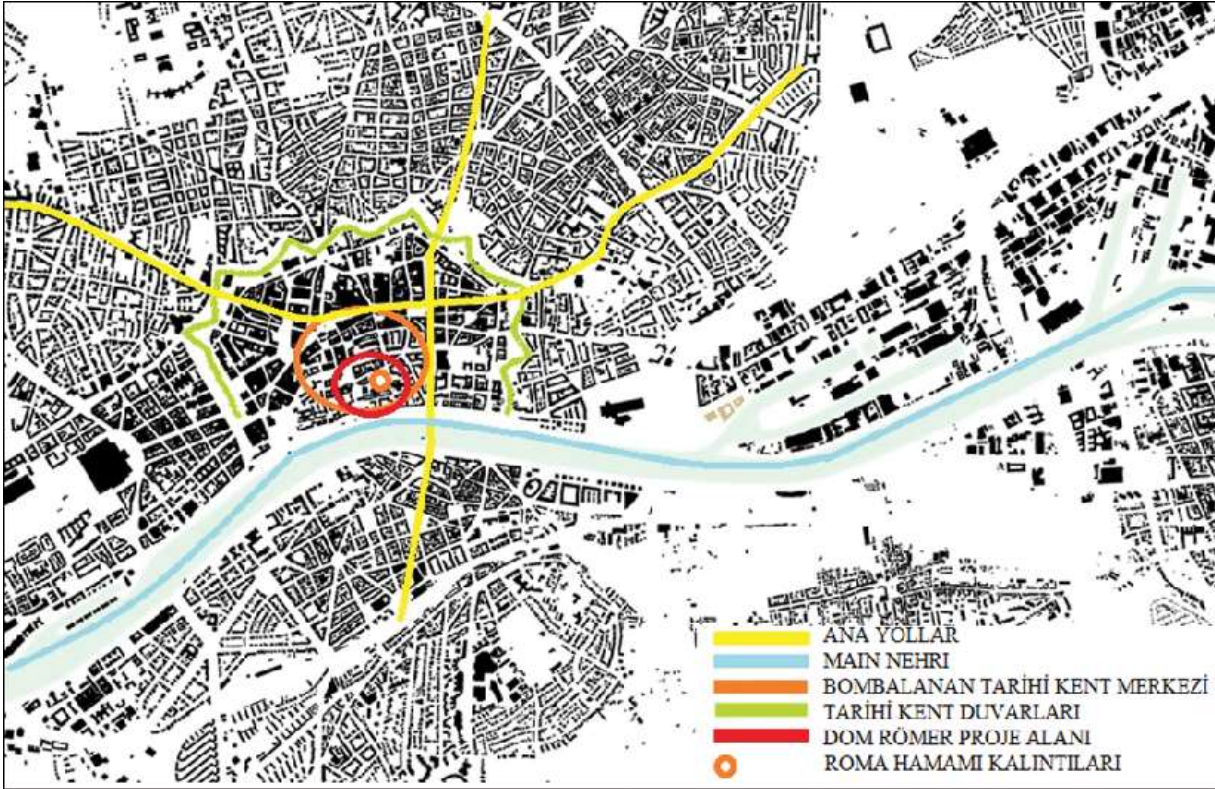 ANA YOLLAR
MAIN NEHRI
BOMBALANAN TARİHİ KENT MERKEZİ
TARİHİ KENT DUVARLARI
DOM RÖMER PROJE ALANI
ROMA HAMAMI KALINTILARI